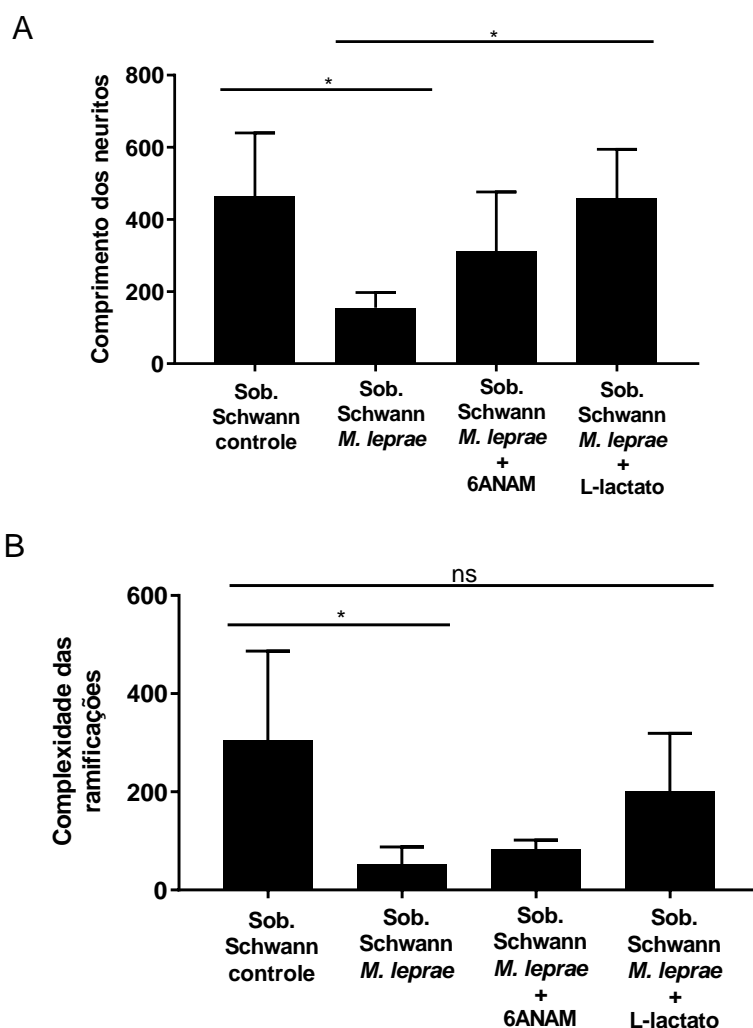 A
*
*
Comprimento dos neuritos
800
600
400
200
0
Sob.
Schwann
controle
Sob.
Schwann
M. leprae
Sob.
Schwann
M. leprae
+
6ANAM
Sob.
Schwann
M. leprae
+
L-lactato
B
ns
*
Complexidade das
ramificações
600
400
200
0
Sob.
Schwann
controle
Sob.
Schwann
M. leprae
Sob.
Schwann
M. leprae
+
6ANAM
Sob.
Schwann
M. leprae
+
L-lactato